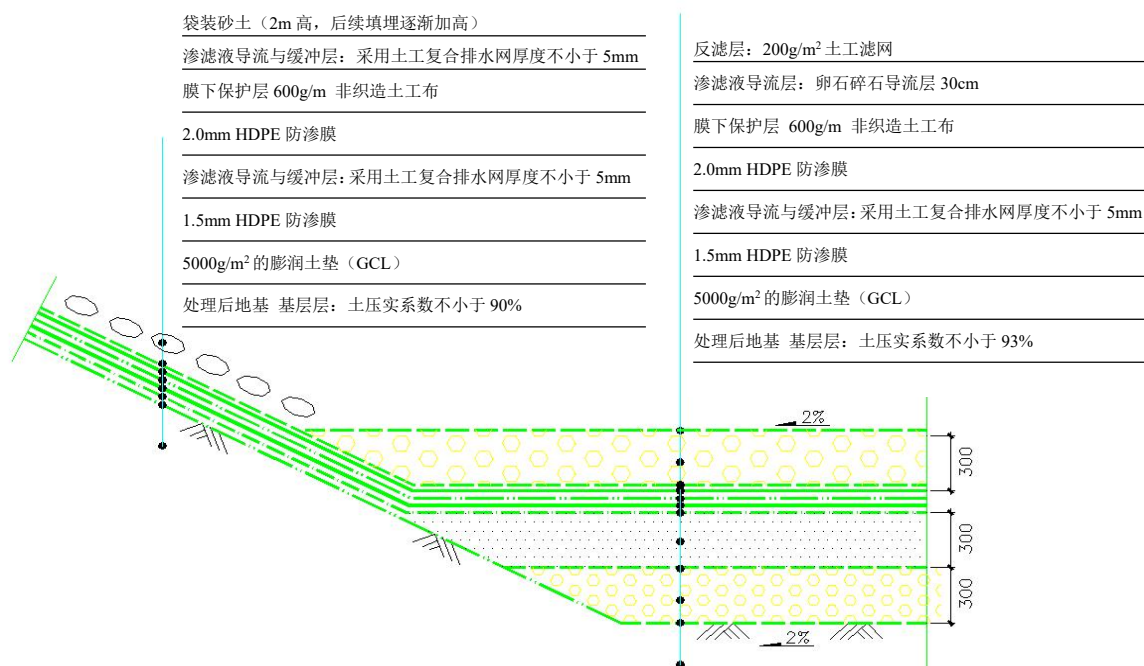 袋装砂土（2m 高，后续填埋逐渐加高）
渗滤液导流与缓冲层：采用土工复合排水网厚度不小于 5mm
膜下保护层 600g/m 非织造土工布
2.0mm HDPE 防渗膜
渗滤液导流与缓冲层：采用土工复合排水网厚度不小于 5mm
1.5mm HDPE 防渗膜
5000g/m² 的膨润土垫（GCL）
处理后地基 基层层：土压实系数不小于 90%
反滤层：200g/m² 土工滤网
渗滤液导流层：卵石碎石导流层 30cm
膜下保护层 600g/m 非织造土工布
2.0mm HDPE 防渗膜
渗滤液导流与缓冲层：采用土工复合排水网厚度不小于 5mm
1.5mm HDPE 防渗膜
5000g/m² 的膨润土垫（GCL）
处理后地基 基层层：土压实系数不小于 93%
2%
300
300
300
2%